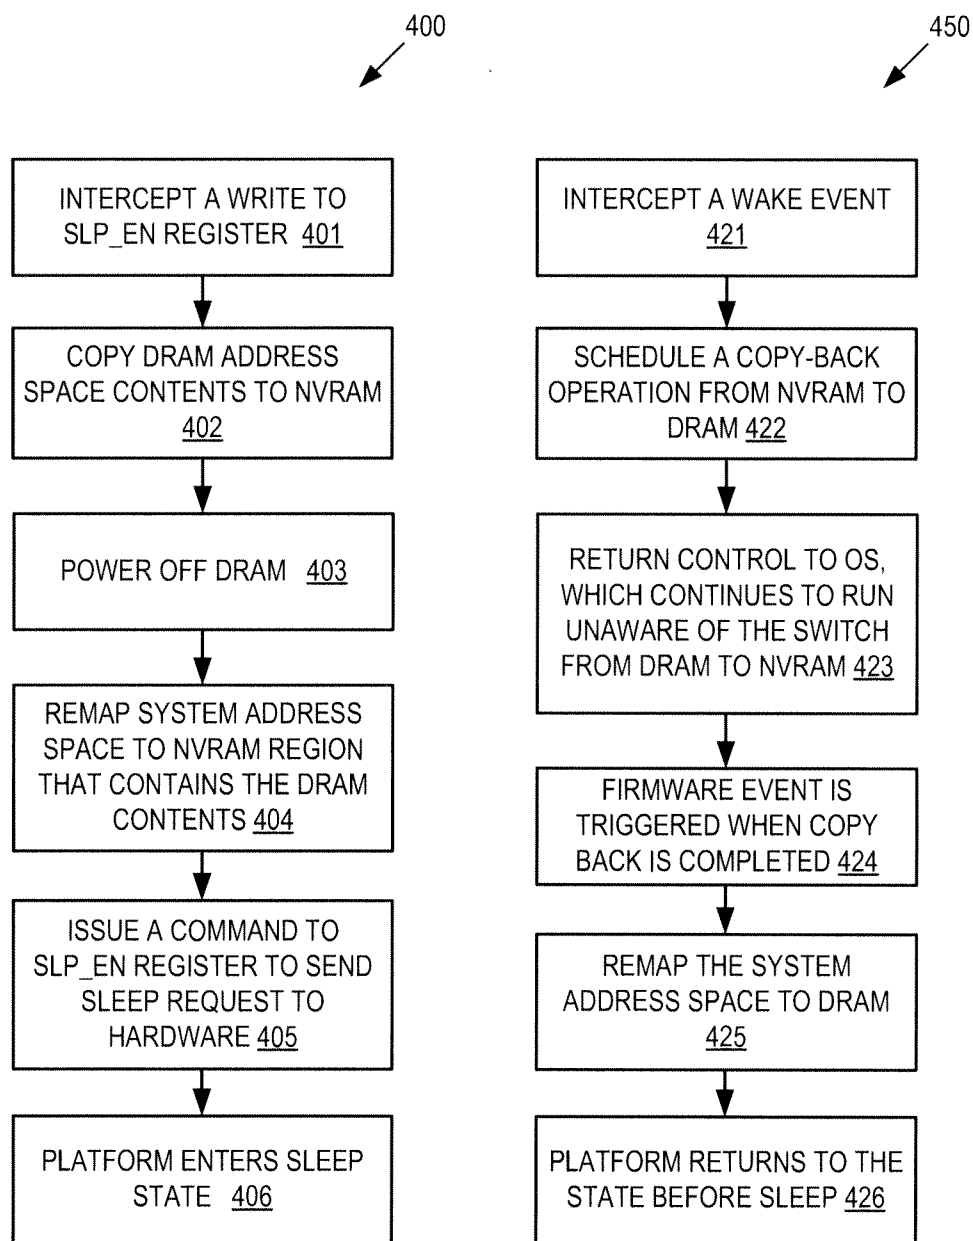 400
INTERCEPT A WRITE TO
SLP_EN REGISTER 401
COPY DRAM ADDRESS
SPACE CONTENTS TO NVRAM
402
POWER OFF DRAM 403
REMAP SYSTEM ADDRESS
SPACE TO NVRAM REGION
THAT CONTAINS THE DRAM
CONTENTS 404
ISSUE A COMMAND TO
SLP_EN REGISTER TO SEND
SLEEP REQUEST TO
HARDWARE 405
PLATFORM ENTERS SLEEP
STATE 406
450
INTERCEPT A WAKE EVENT
421
SCHEDULE A COPY-BACK
OPERATION FROM NVRAM TO
DRAM 422
RETURN CONTROL TO OS,
WHICH CONTINUES TO RUN
UNAWARE OF THE SWITCH
FROM DRAM TO NVRAM 423
FIRMWARE EVENT IS
TRIGGERED WHEN COPY
BACK IS COMPLETED 424
REMAP THE SYSTEM
ADDRESS SPACE TO DRAM
425
PLATFORM RETURNS TO THE
STATE BEFORE SLEEP 426